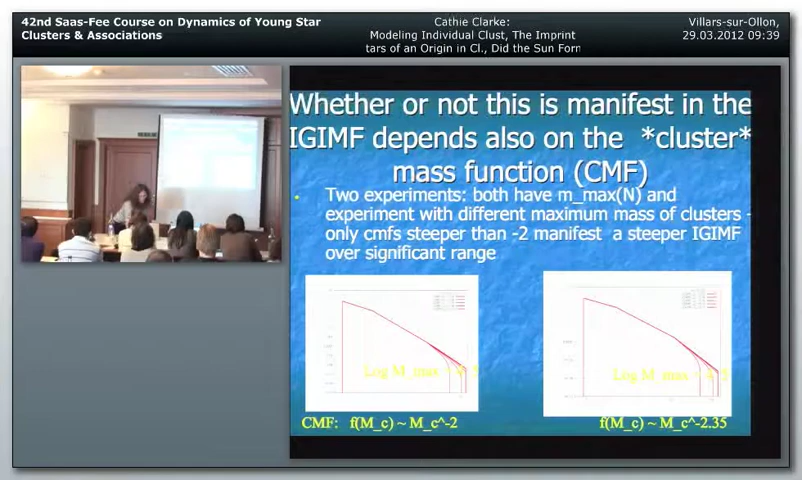 42nd Saas-Fee Course on Dynamics of Young Star
Clusters & Associations
Cathie Clarke:
Modeling Individual Clust, The Imprint
tars of an Origin in Cl., Did the Sun Forn
Villars-sur-Ollon,
29.03.2012 09:39
Whether or not this is manifest in the
IGIMF depends also on the *cluster*
mass function (CMF)
• Two experiments: both have m_max(N) and
experiment with different maximum mass of clusters -
only cmfs steeper than -2 manifest a steeper IGIMF
over significant range
Log M_max
Log M_max
CMF: f(M_c) ~ M_c^-2
f(M_c) ~ M_c^-2.35